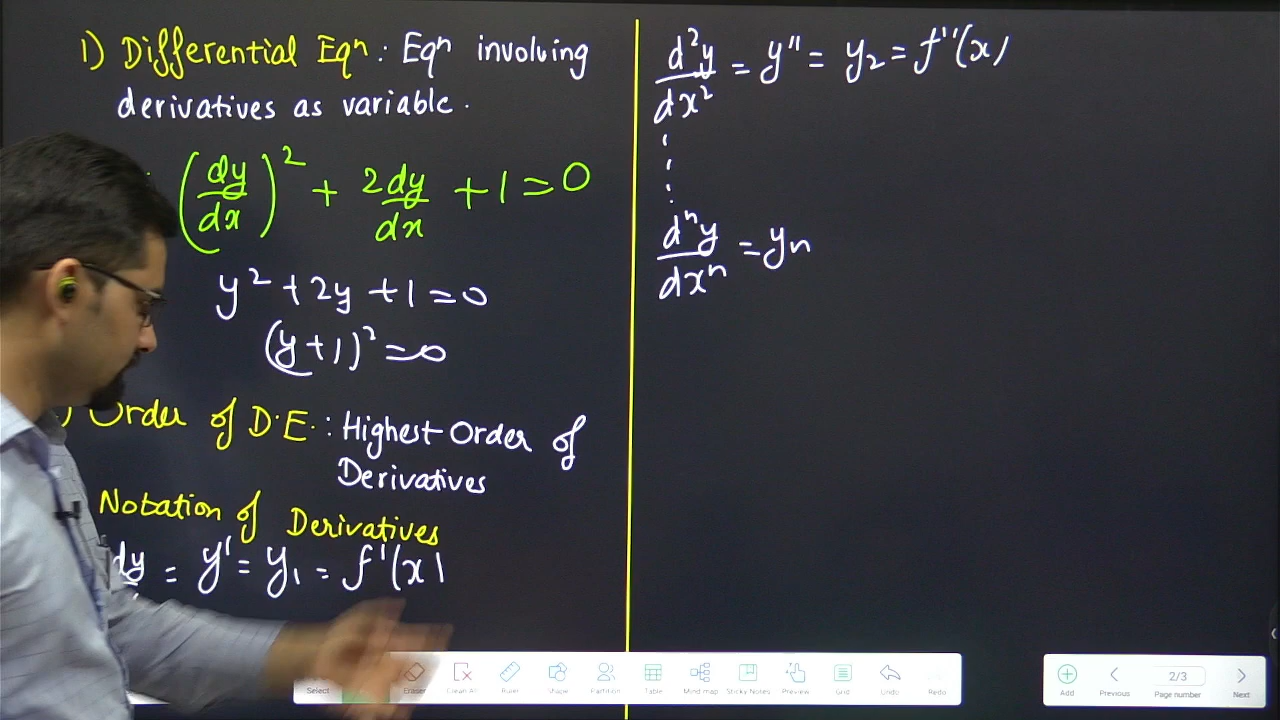 1) Differential Eqn : Eqn involving
derivatives as variable.
(dy/dx)² + 2dy/dx + 1 = 0
y² + 2y + 1 = 0
(y + 1)² = 0
) Order of D.E. : Highest Order of
Derivatives
Notation of Derivatives
dy = y' = y₁ = f'(x)
d²y/dx² = y'' = y₂ = f''(x)
dⁿy/dxⁿ = yₙ
Select Eraser Clean All Ruler Shape Partition Table Mind map Sticky Notes Preview Grid Undo Redo
Add Previous 2/3 Page number Next